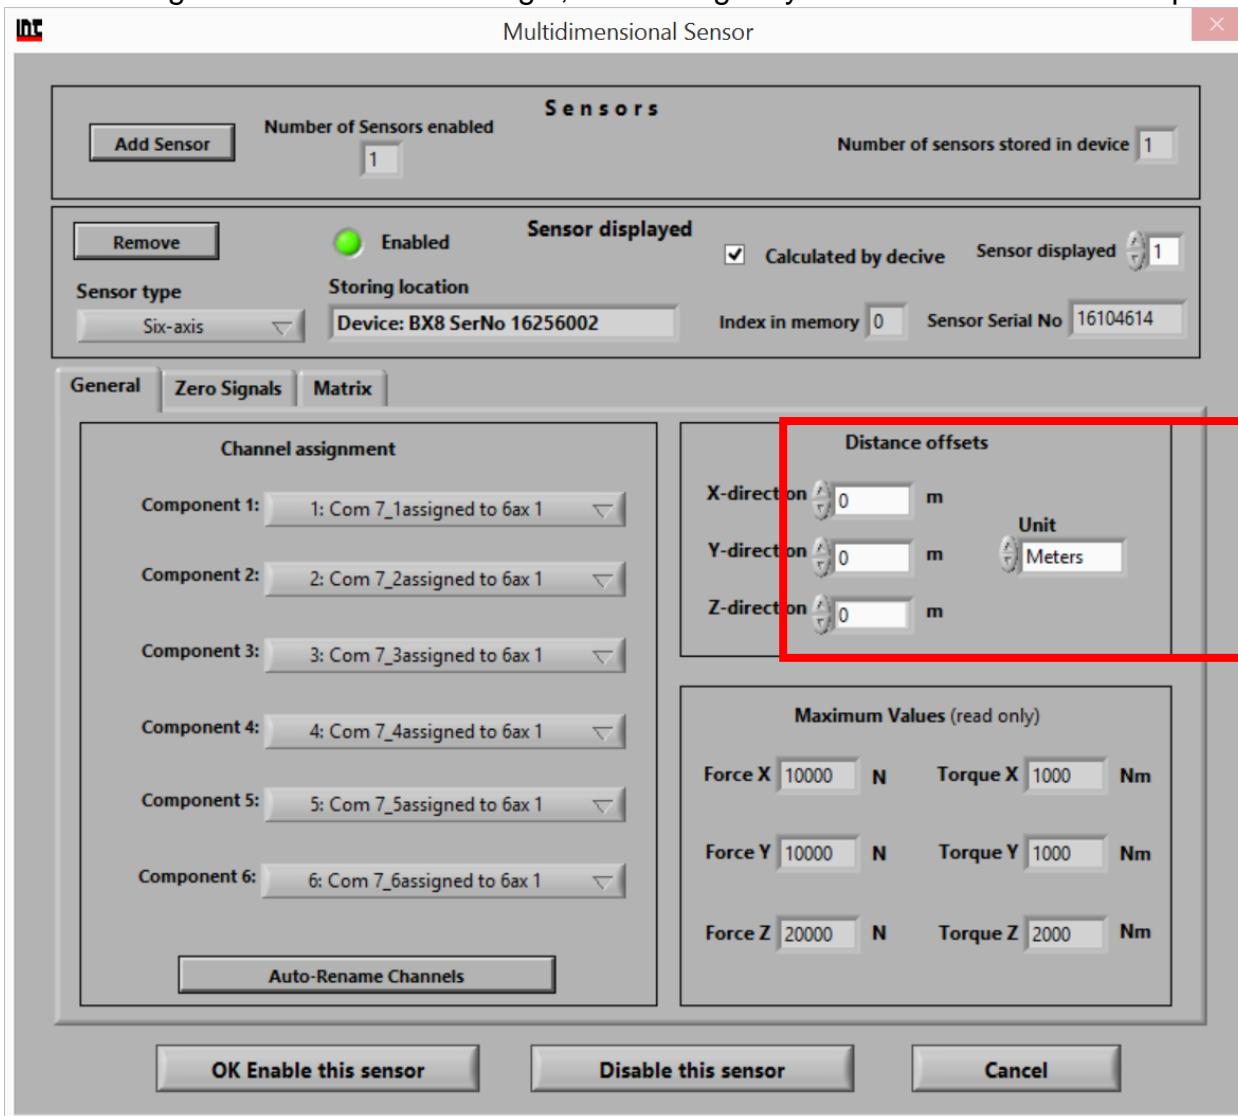 Multidimensional Sensor
Sensors
Add Sensor
Number of Sensors enabled
1
Number of sensors stored in device 1
Remove
Enabled
Sensor displayed
Calculated by decive
Sensor displayed 1
Sensor type
Six-axis
Storing location
Device: BX8 SerNo 16256002
Index in memory 0
Sensor Serial No 16104614
General
Zero Signals
Matrix
Channel assignment
Component 1: 1: Com 7_1assigned to 6ax 1
Component 2: 2: Com 7_2assigned to 6ax 1
Component 3: 3: Com 7_3assigned to 6ax 1
Component 4: 4: Com 7_4assigned to 6ax 1
Component 5: 5: Com 7_5assigned to 6ax 1
Component 6: 6: Com 7_6assigned to 6ax 1
Auto-Rename Channels
Distance offsets
X-direction 0 m
Y-direction 0 m
Z-direction 0 m
Unit
Meters
Maximum Values (read only)
Force X 10000 N Torque X 1000 Nm
Force Y 10000 N Torque Y 1000 Nm
Force Z 20000 N Torque Z 2000 Nm
OK Enable this sensor
Disable this sensor
Cancel